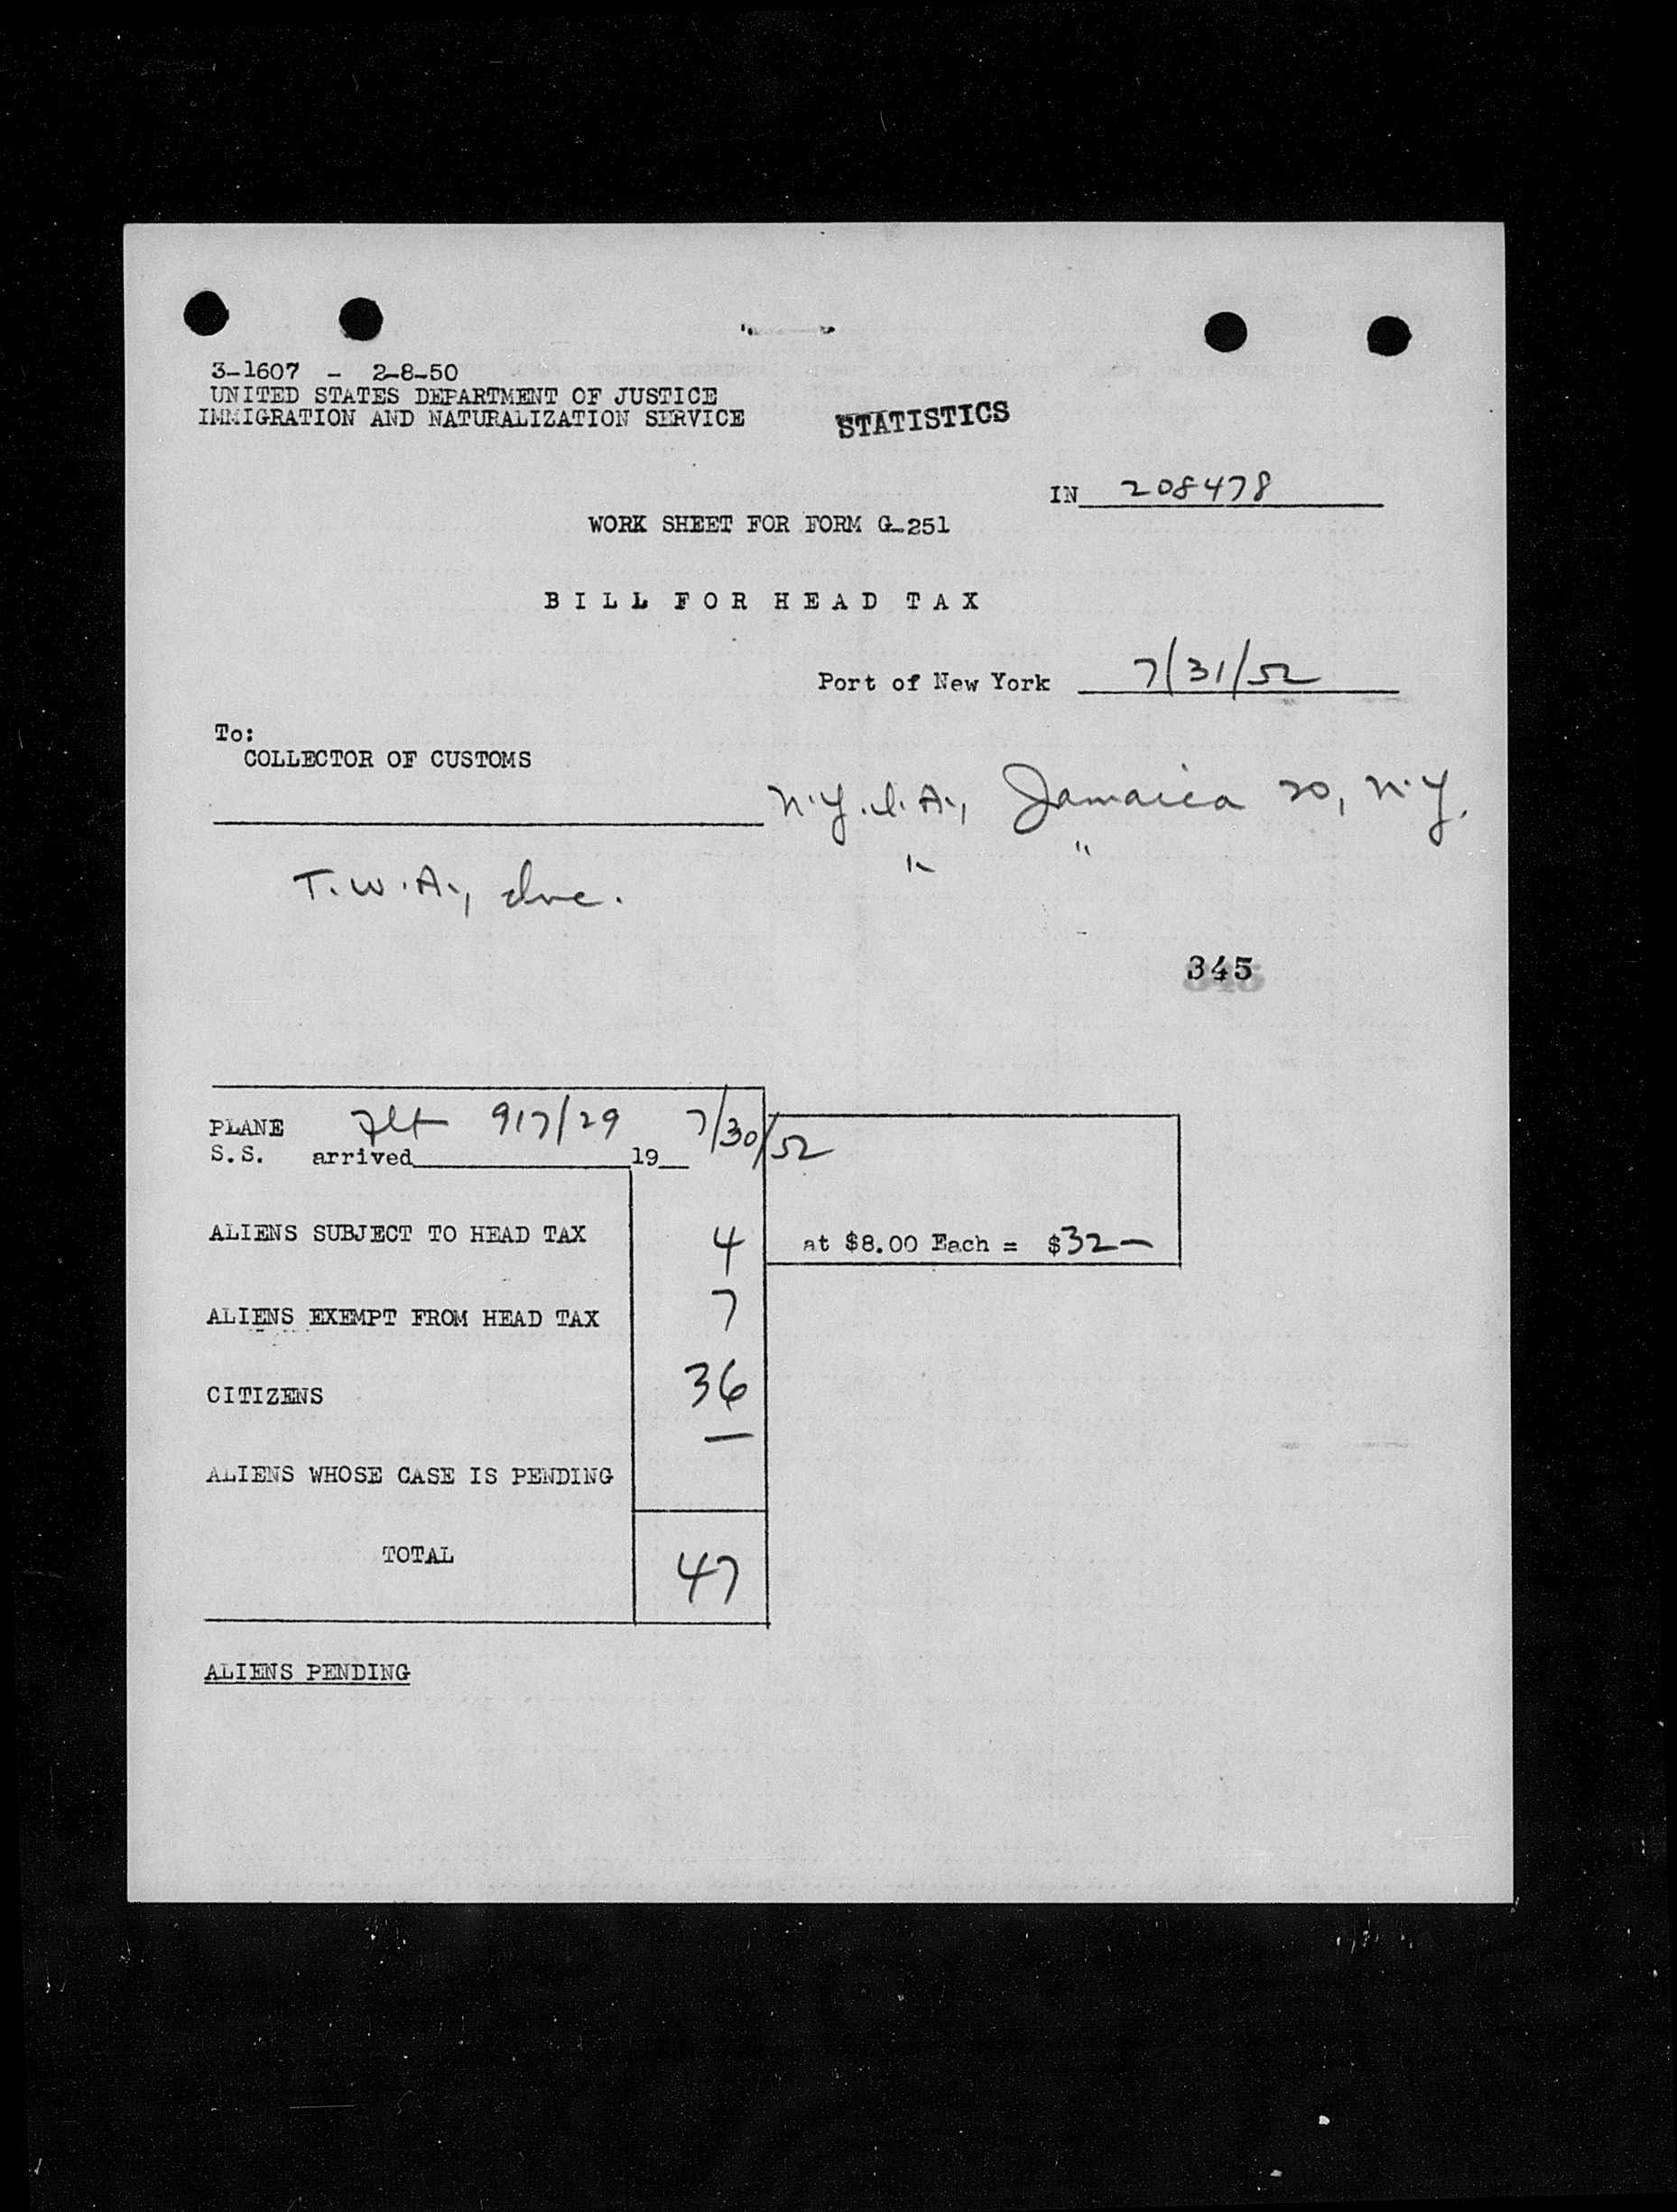 3-1607 - 2-8-50
UNITED STATES DEPARTMENT OF JUSTICE
IMMIGRATION AND NATURALIZATION SERVICE
STATISTICS
IN 208478
WORK SHEET FOR FORM G-251
BILL FOR HEAD TAX
Port of New York 7/31/52
To:
COLLECTOR OF CUSTOMS
N.Y.I.A., Jamaica 20, N.Y.
T.W.A., Inc. " "
345
PLANE Flt 917/29 7/30/52
S.S. arrived 19
ALIENS SUBJECT TO HEAD TAX 4 at $8.00 Each = $32—
ALIENS EXEMPT FROM HEAD TAX 7
CITIZENS 36
ALIENS WHOSE CASE IS PENDING —
TOTAL 47
ALIENS PENDING